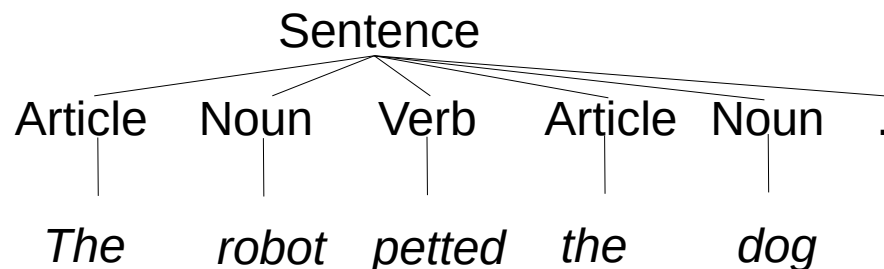 Sentence
Article Noun Verb Article Noun .
The robot petted the dog